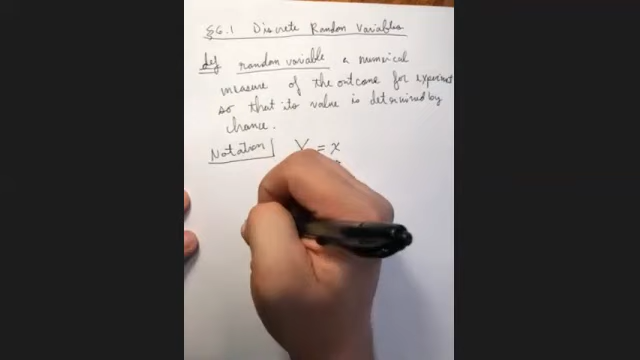 §6.1 Discrete Random Variables
def random variable a numerical
measure of the outcome for experiment
so that its value is determined by
chance.
Notation X = x